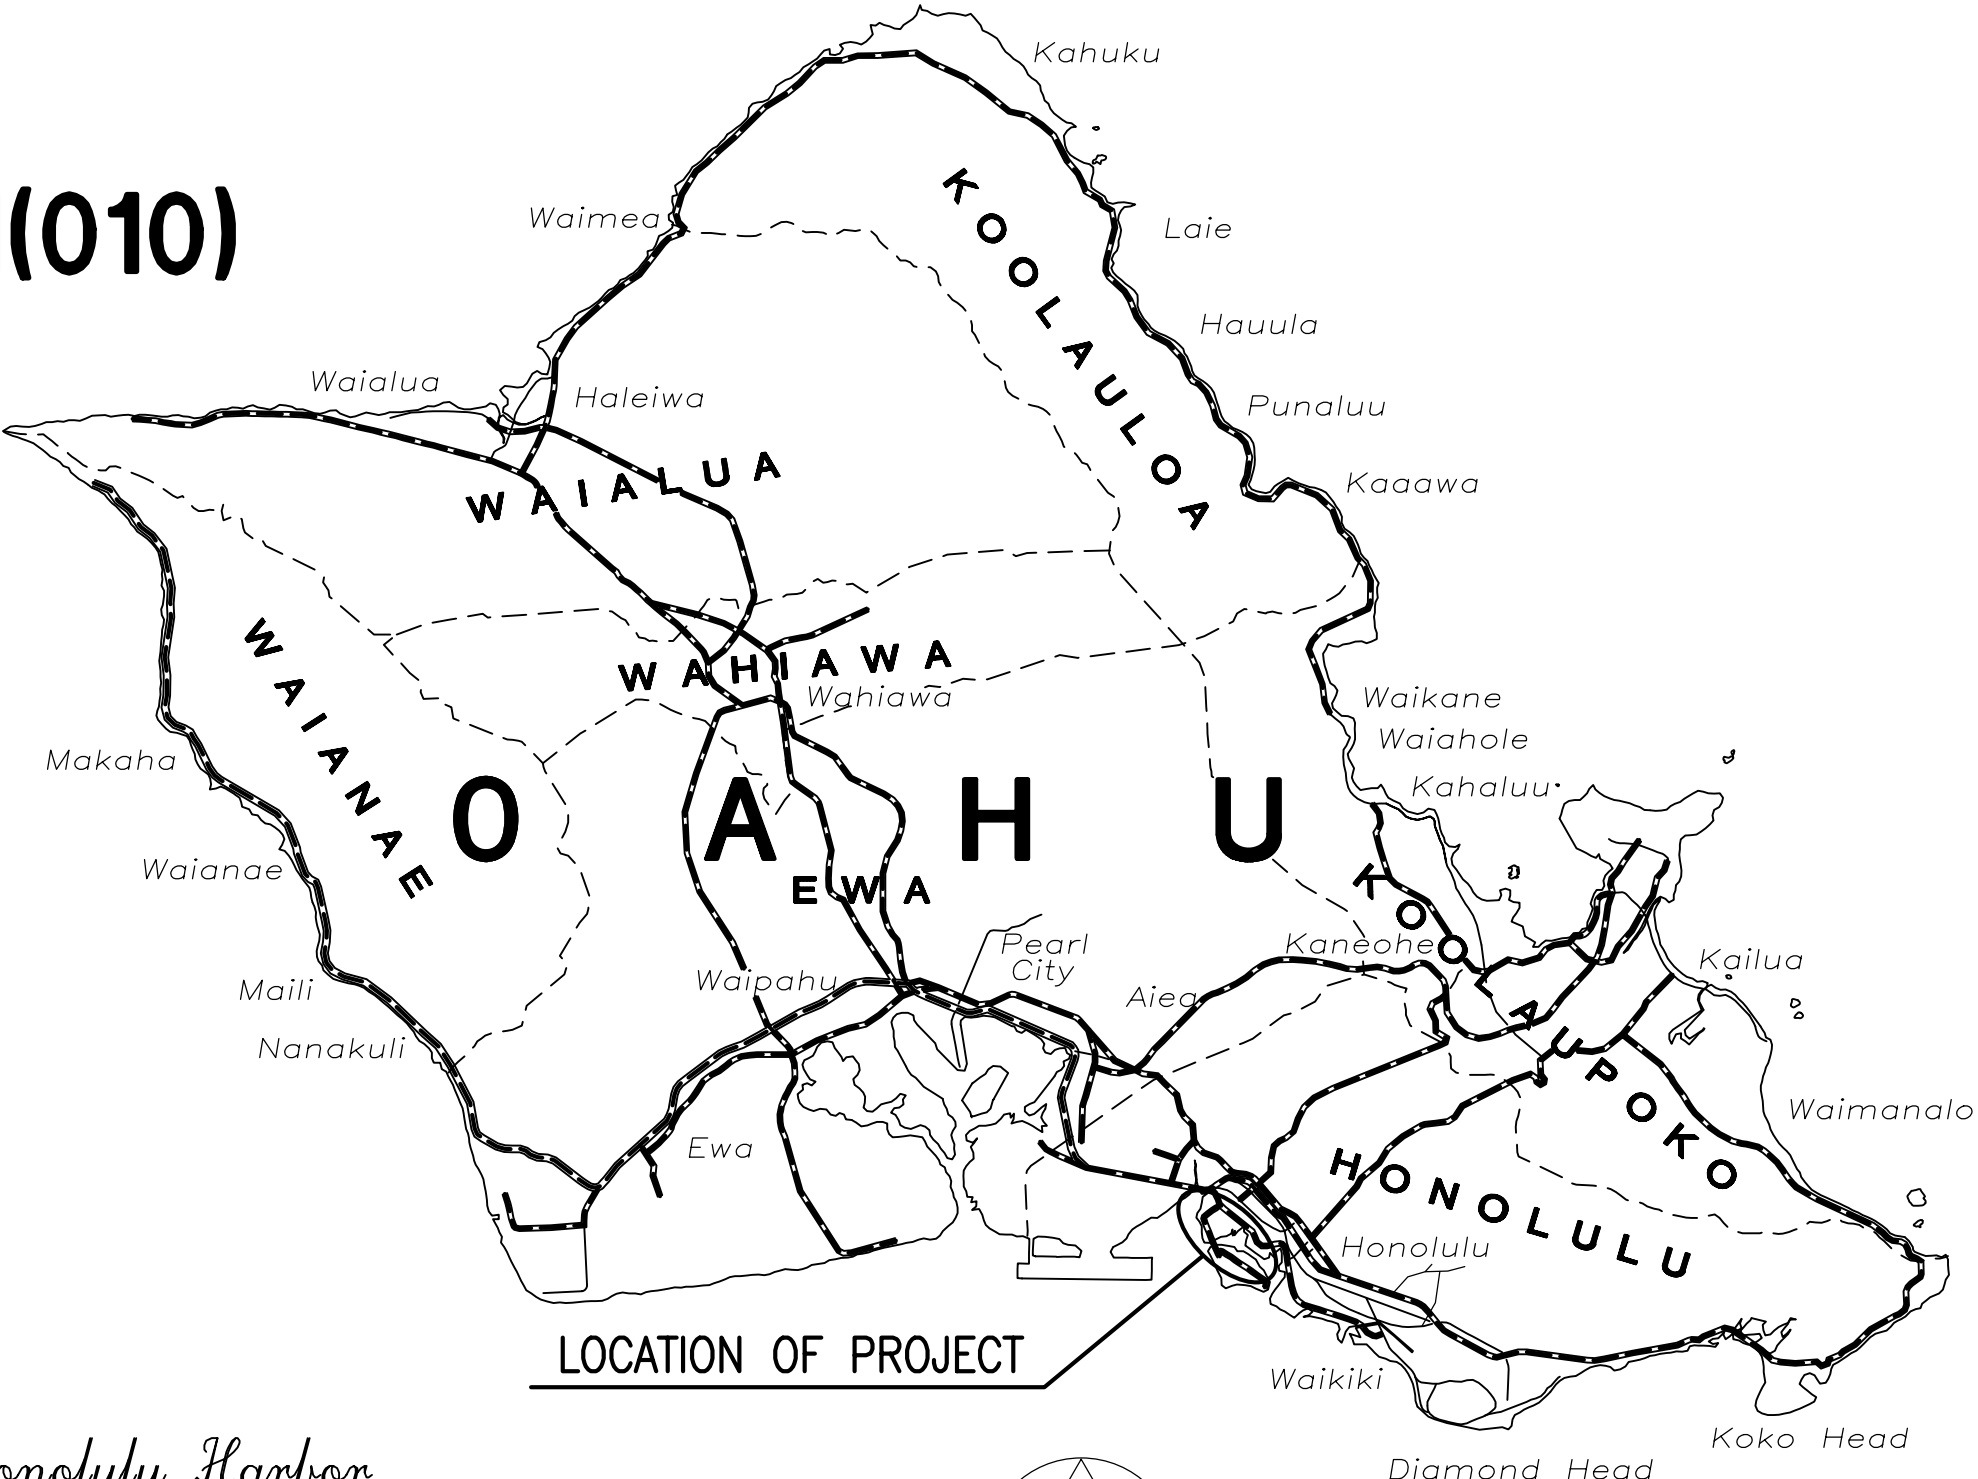 Kahuku
(010)
Waimea
Laie
KOOLAULOA
Hauula
Waialua
Haleiwa
Punaluu
WAIALUA
Kaaawa
WAIANAE
WAHIAWA
Wahiawa
Waikane
Waiahole
Makaha
Kahaluu
OAHU
Waianae
EWA
KOOLAUPOKO
Pearl
City
Kaneohe
Kailua
Waipahu
Aiea
Maili
Nanakuli
Waimanalo
Ewa
HONOLULU
Honolulu
LOCATION OF PROJECT
Waikiki
Koko Head
Harbor
Diamond Head